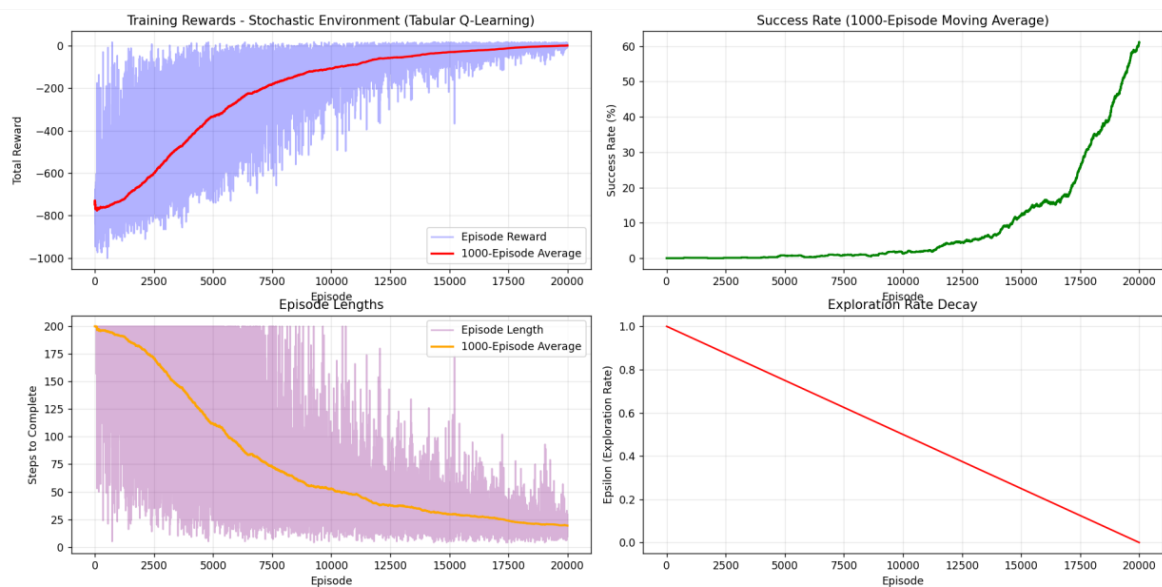 Training Rewards - Stochastic Environment (Tabular Q-Learning)
0
−200
−400
−600
−800
−1000
Total Reward
Episode Reward
1000-Episode Average
0 2500 5000 7500 10000 12500 15000 17500 20000
Episode
Success Rate (1000-Episode Moving Average)
60
50
40
30
20
10
0
Success Rate (%)
0 2500 5000 7500 10000 12500 15000 17500 20000
Episode
Episode Lengths
200
175
150
125
100
75
50
25
0
Steps to Complete
Episode Length
1000-Episode Average
0 2500 5000 7500 10000 12500 15000 17500 20000
Episode
Exploration Rate Decay
1.0
0.8
0.6
0.4
0.2
0.0
Epsilon (Exploration Rate)
0 2500 5000 7500 10000 12500 15000 17500 20000
Episode